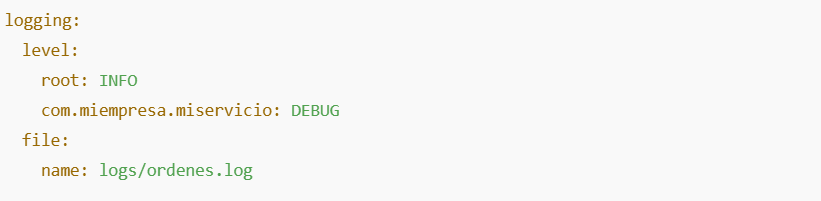 logging:
  level:
    root: INFO
    com.miempresa.miservicio: DEBUG
  file:
    name: logs/ordenes.log